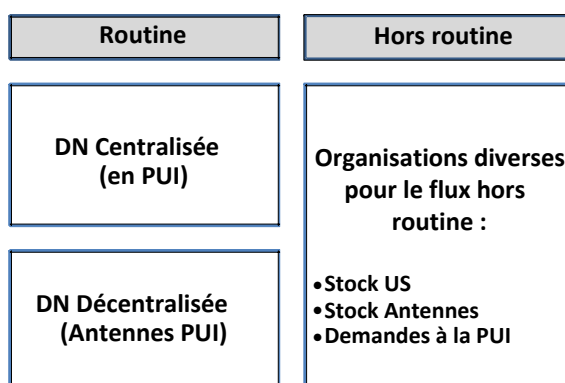 Routine
Hors routine
DN Centralisée
(en PUI)
DN Décentralisée
(Antennes PUI)
Organisations diverses
pour le flux hors
routine :
•Stock US
•Stock Antennes
•Demandes à la PUI